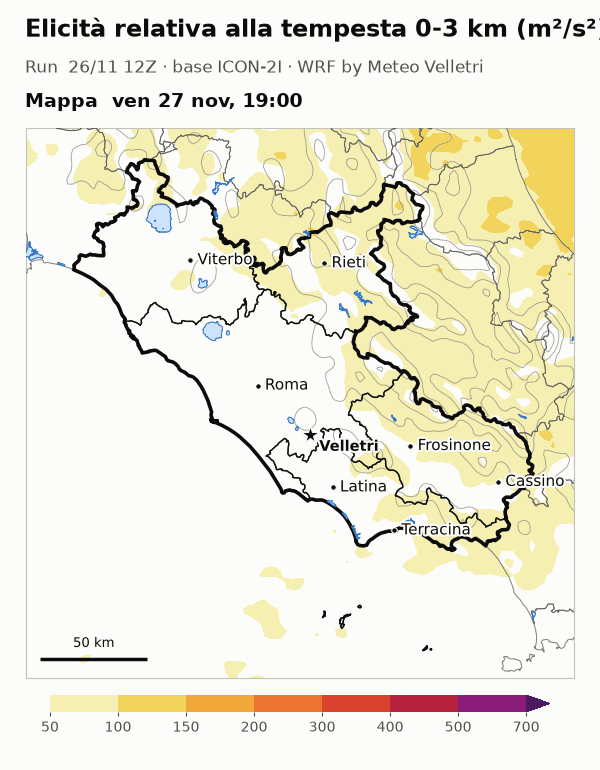 Elicità relativa alla tempesta 0-3 km (m²/s²)
Run  26/11 12Z · base ICON-2I · WRF by Meteo Velletri
Mappa  ven 27 nov, 19:00
Viterbo
Rieti
Roma
Velletri
Frosinone
Cassino
Latina
Terracina
50 km
50 100 150 200 300 400 500 700